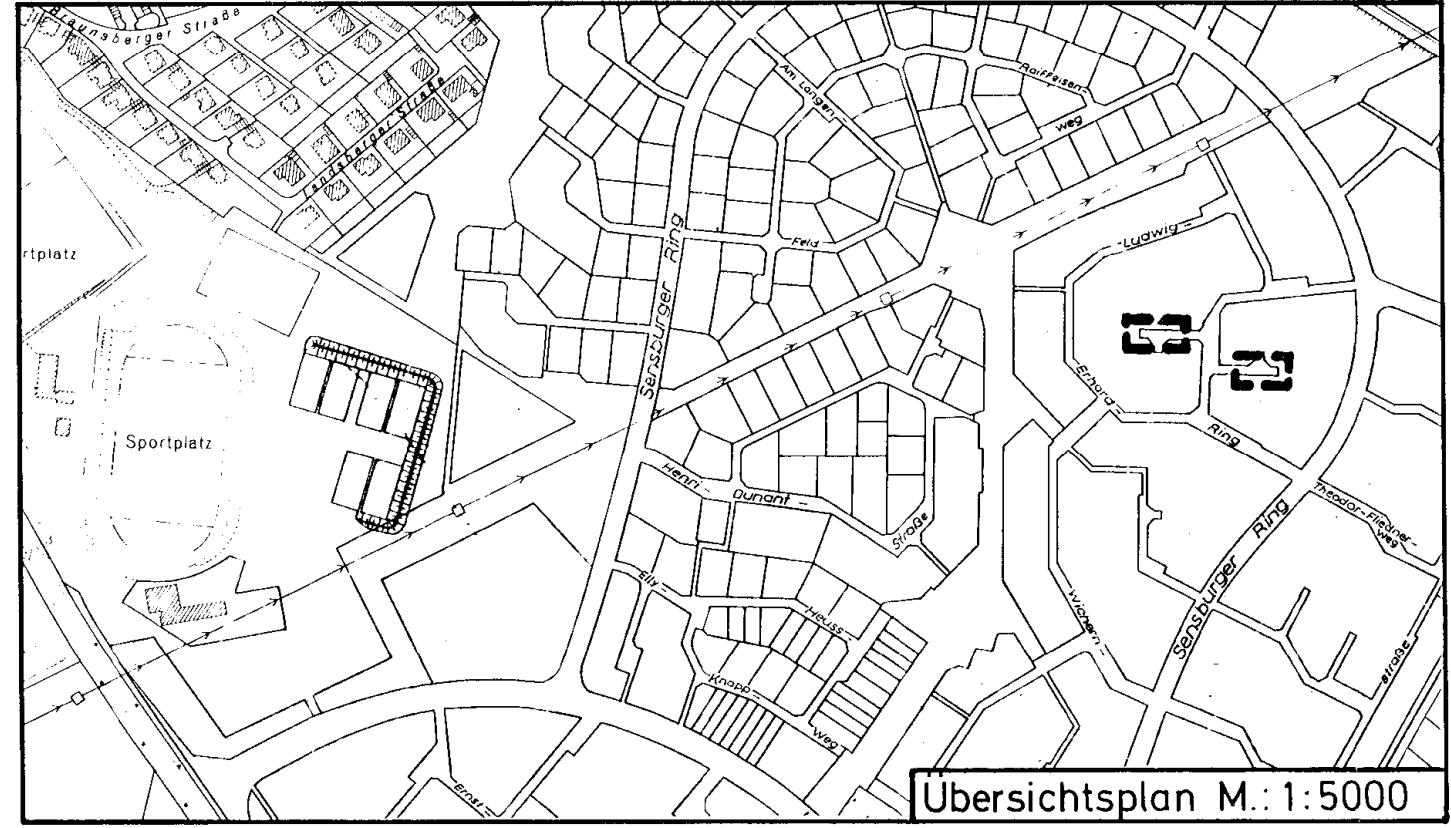 Braunsberger Straße
Landsberger Straße
rtplatz
Sportplatz
Sensburger Ring
Am Langen -
Feld
Raiffeisen-
weg
-Ludwig -
Erhard -
Ring
Henri -
Dunant -
Straße
Elly -
Heuss -
Knapp -
weg
Ernst -
Wichern -
straße
Sensburger Ring
Theodor-Fliedner-
weg
Übersichtsplan M.: 1:5000